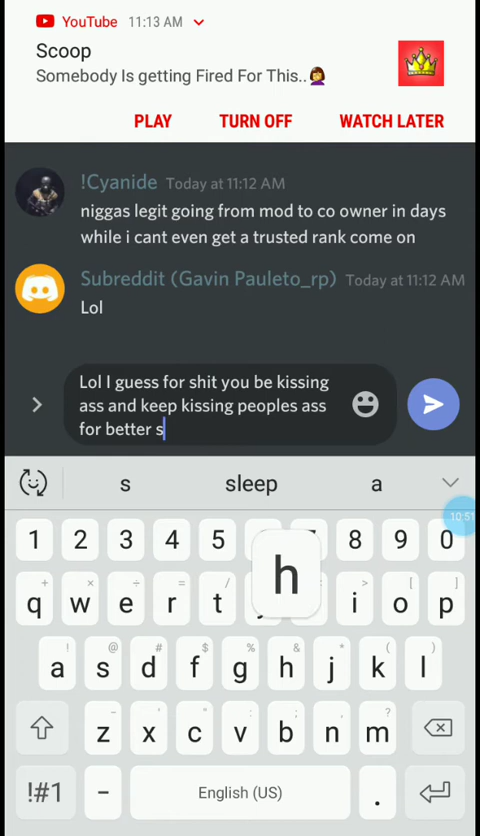 YouTube 11:13 AM
Scoop
Somebody Is getting Fired For This..🤦‍♀️
PLAY TURN OFF WATCH LATER
!Cyanide Today at 11:12 AM
niggas legit going from mod to co owner in days
while i cant even get a trusted rank come on
Subreddit (Gavin Pauleto_rp) Today at 11:12 AM
Lol
Lol I guess for shit you be kissing
ass and keep kissing peoples ass
for better s
s sleep a
10:51
1 2 3 4 5 8 9 0
h
+ × ÷ = / > [ ]
q w e r t i o p
! @ # $ % & * ( )
a s d f g h j k l
- ' " : ; , ?
z x c v b n m
!#1 - English (US) .